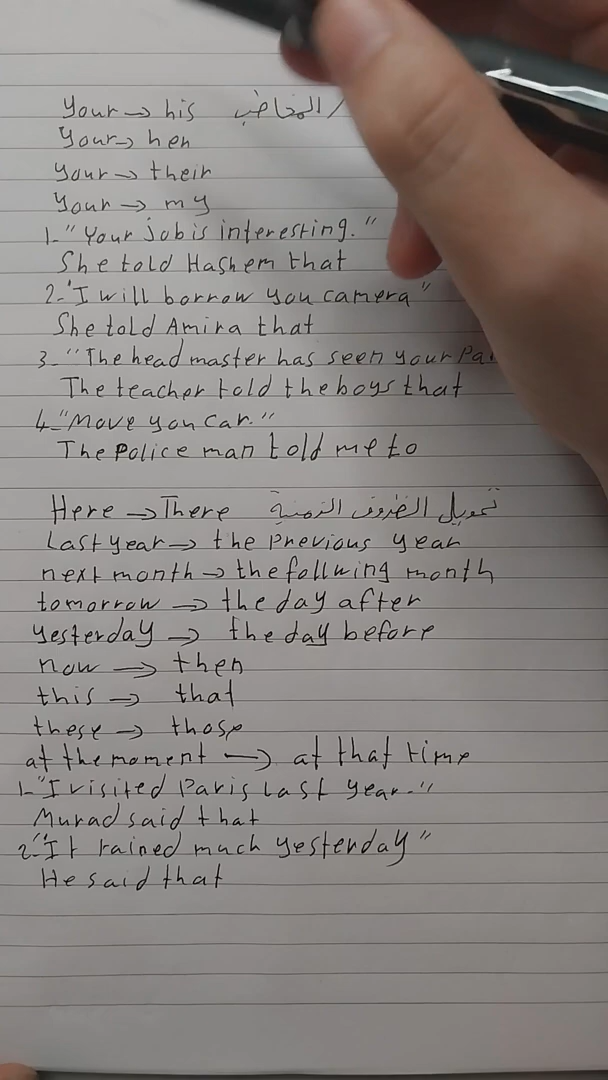 Your → his المخاطب /
Your → her
your → their
Your → my
1- "Your job is interesting."
She told Hashem that
2- "I will borrow you camera"
She told Amira that
3- "The head master has seen your
The teacher told the boys that
4- "Move you car."
The Police man told me to
Here → There تحويل الظروف الزمنية
Last year → the previous year
next month → the follwing month
tomorrow → the day after
yesterday → the day before
now → then
this → that
these → those
at the moment → at that time
1- "I visited Paris last year."
Murad said that
2- "It rained much yesterday"
He said that